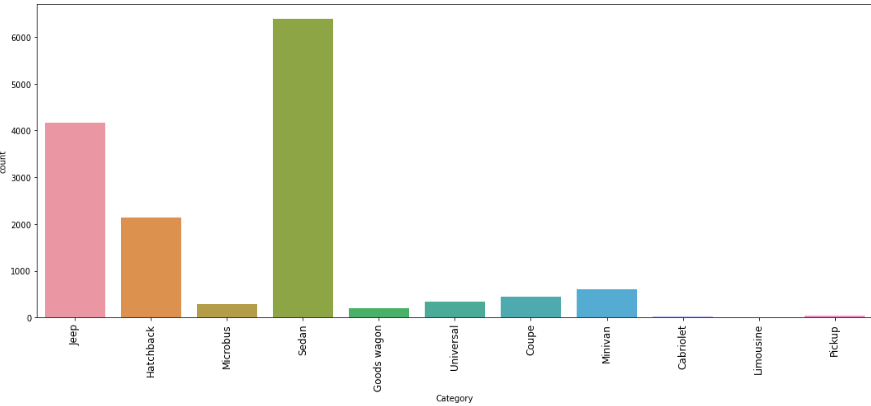 6000
5000
4000
3000
2000
1000
0
count
Jeep
Hatchback
Microbus
Sedan
Goods wagon
Universal
Coupe
Minivan
Cabriolet
Limousine
Pickup
Category